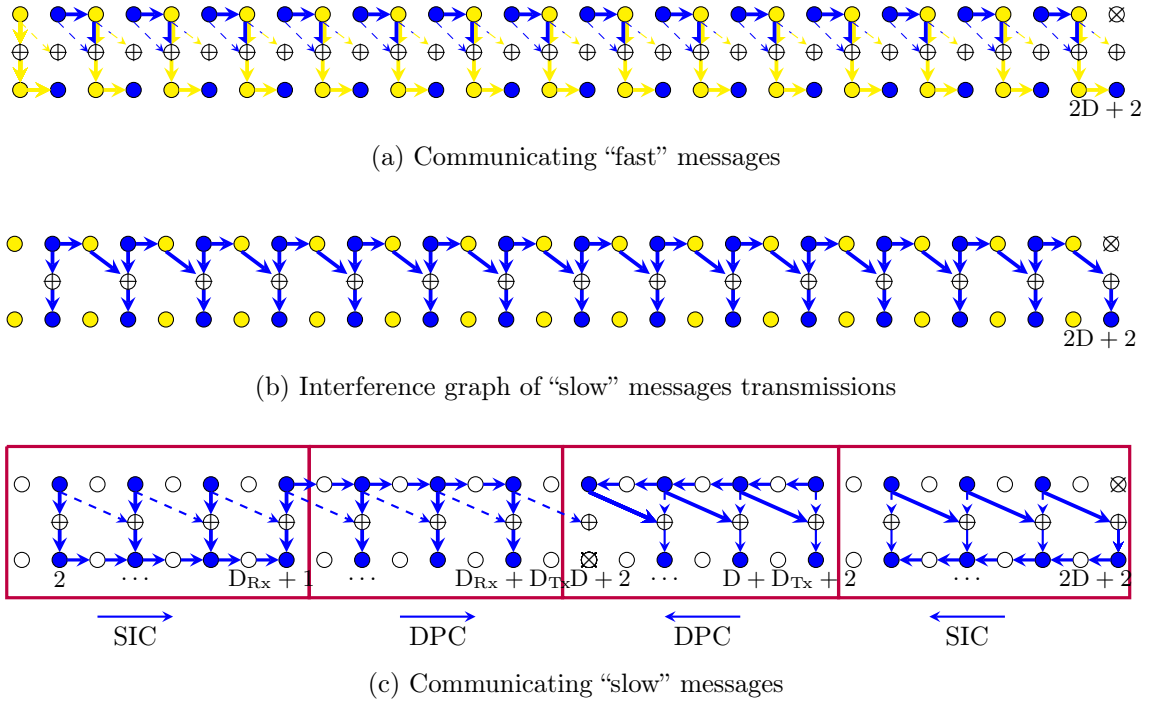 2D + 2
(a) Communicating “fast” messages
2D + 2
(b) Interference graph of “slow” messages transmissions
2 ··· D_Rx + 1 ··· D_Rx + D_Tx D + 2 ··· D + D_Tx + 2 ··· 2D + 2
SIC DPC DPC SIC
(c) Communicating “slow” messages